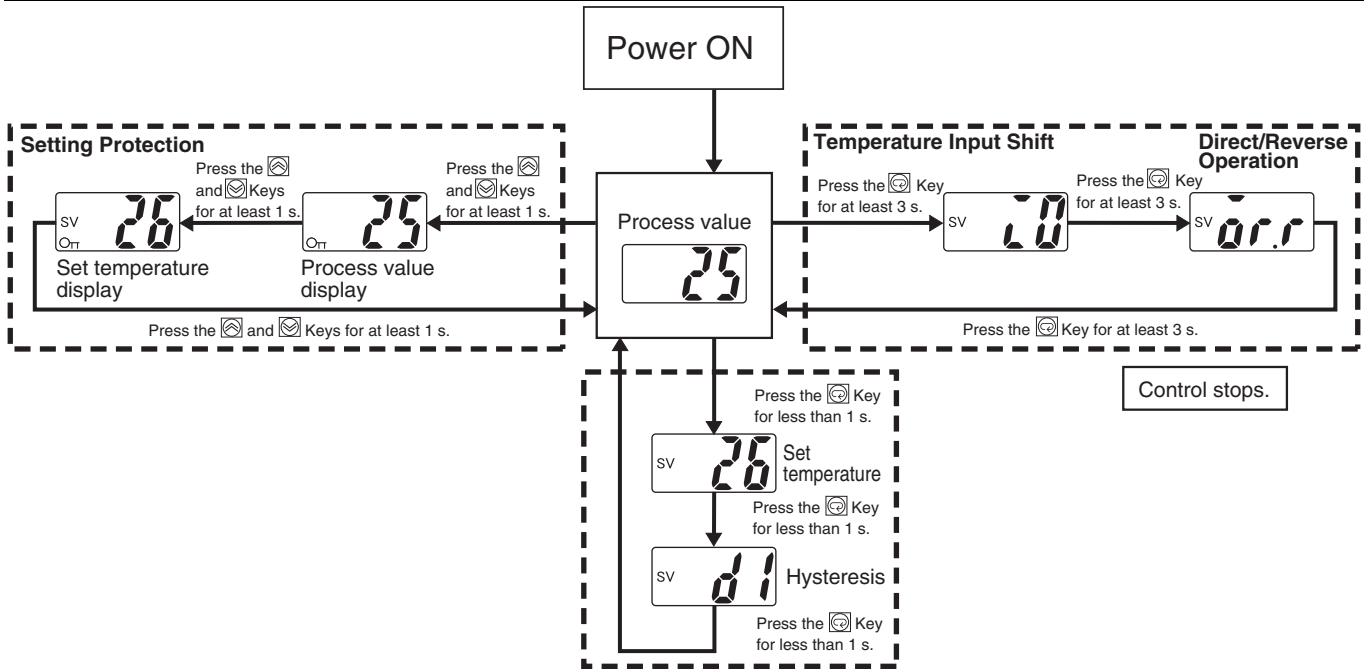 Power ON
Setting Protection
Press the
and Keys
for at least 1 s.
Press the
and Keys
for at least 1 s.
SV
26
25
Set temperature
display
Process value
display
Press the and Keys for at least 1 s.
Process value
25
Temperature Input Shift
Direct/Reverse
Operation
Press the Key
for at least 3 s.
Press the Key
for at least 3 s.
SV
i0
SV
or.r
Press the Key for at least 3 s.
Control stops.
Press the Key
for less than 1 s.
SV
26
Set
temperature
Press the Key
for less than 1 s.
SV
d1
Hysteresis
Press the Key
for less than 1 s.